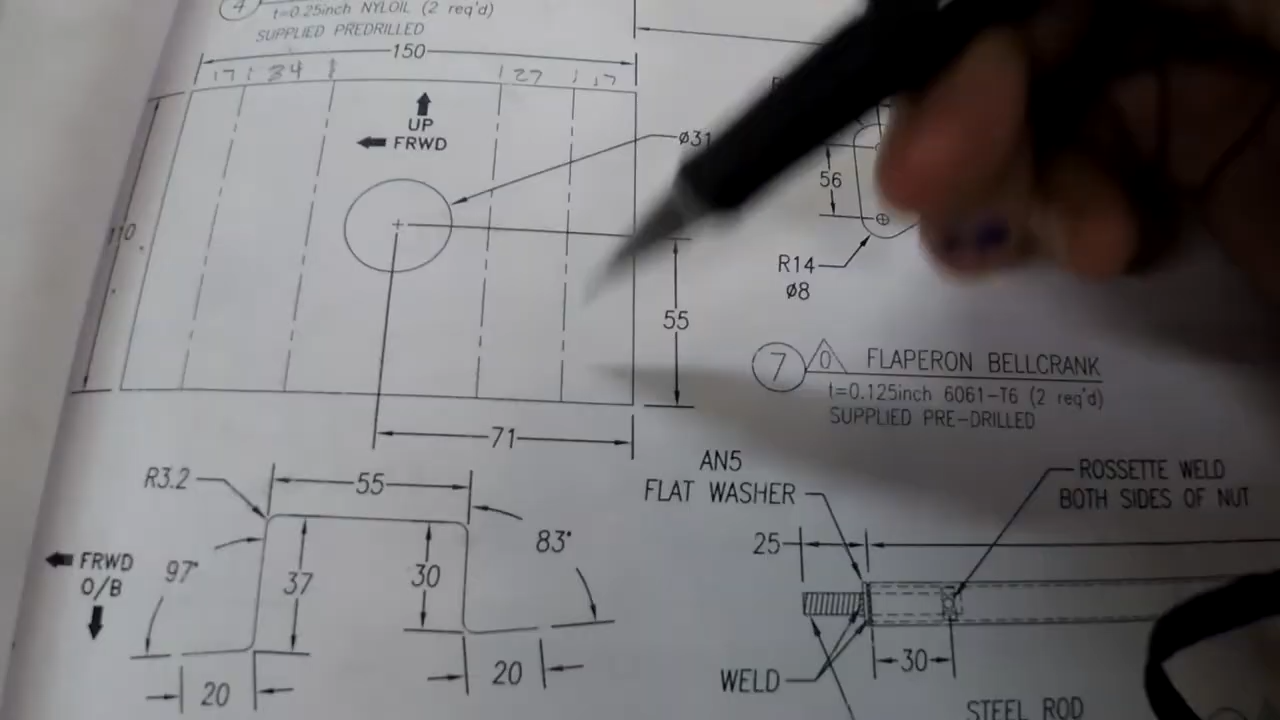 4
t=0.25inch NYLOIL (2 req'd)
SUPPLIED PREDRILLED
150
17 34 27 17
UP
FRWD
ø31
110
55
71
56
R14
ø8
7 0 FLAPERON BELLCRANK
t=0.125inch 6061-T6 (2 req'd)
SUPPLIED PRE-DRILLED
R3.2
55
83°
97°
37
30
FRWD
O/B
20
20
AN5
FLAT WASHER
ROSSETTE WELD
BOTH SIDES OF NUT
25
30
WELD
STEEL ROD